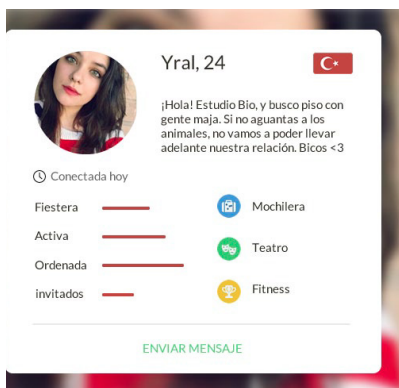 Yral, 24
¡Hola! Estudio Bio, y busco piso con
gente maja. Si no aguantas a los
animales, no vamos a poder llevar
adelante nuestra relación. Bicos <3
Conectada hoy
Fiestera
Activa
Ordenada
invitados
Mochilera
Teatro
Fitness
ENVIAR MENSAJE